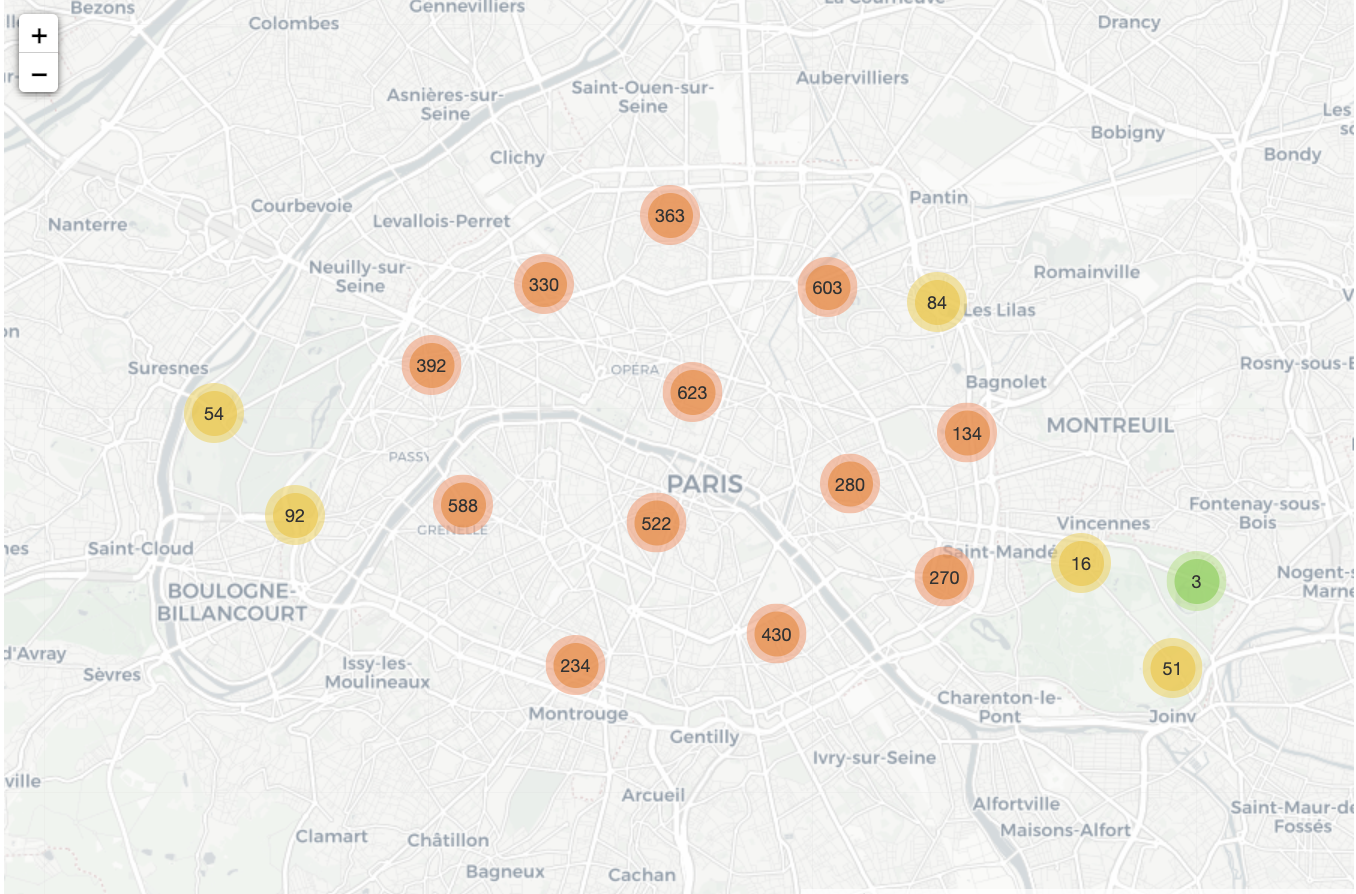 Bezons
Gennevilliers
Colombes
Drancy
+
−
Aubervilliers
Saint-Ouen-sur-
Seine
Asnières-sur-
Seine
Les
Bobigny
Bondy
Clichy
Pantin
Courbevoie
Levallois-Perret
Nanterre
363
Neuilly-sur-
Seine
Romainville
330
603
84
Les Lilas
on
Suresnes
392
OPÉRA
Rosny-sous-B
Bagnolet
623
54
MONTREUIL
134
PASSY
PARIS
280
588
GRENELLE
Fontenay-sous-
Bois
92
522
Vincennes
nes
Saint-Cloud
Saint-Mandé
16
270
3
Nogent-s
Marne
BOULOGNE-
BILLANCOURT
430
d'Avray
Sèvres
Issy-les-
Moulineaux
234
51
Charenton-le-
Pont
Montrouge
Joinv
Gentilly
Ivry-sur-Seine
ville
Arcueil
Alfortville
Maisons-Alfort
Saint-Maur-de
Fossés
Clamart
Châtillon
Bagneux
Cachan